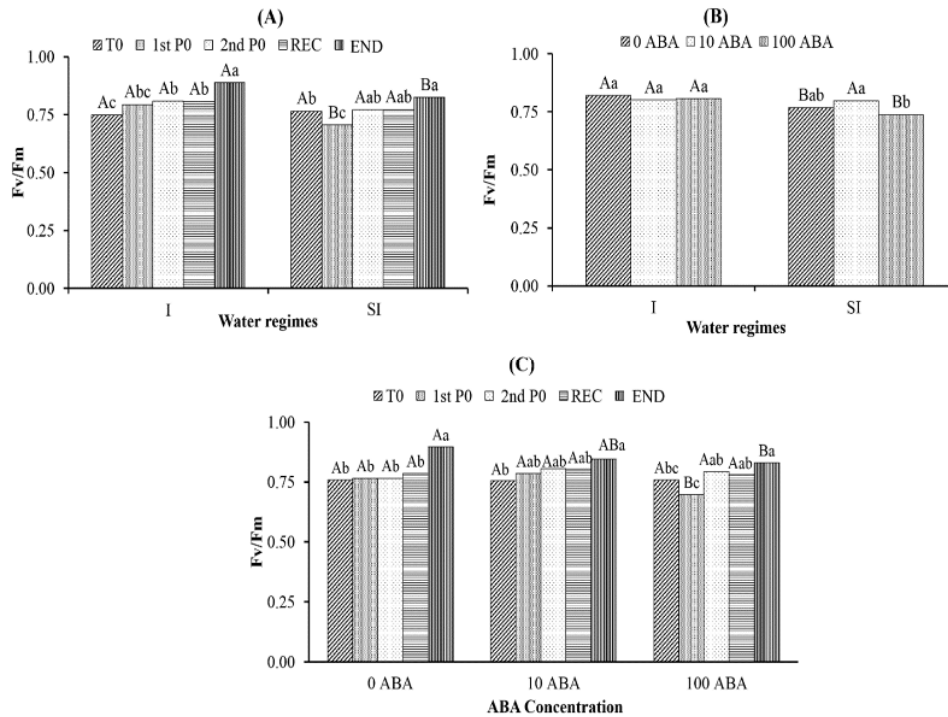 (A)
T0 1st P0 2nd P0 REC END
1.00
0.75
0.50
0.25
0.00
Fv/Fm
Ac Abc Ab Ab Aa
Ab Bc Aab Aab Ba
I SI
Water regimes
(B)
0 ABA 10 ABA 100 ABA
1.00
0.75
0.50
0.25
0.00
Fv/Fm
Aa Aa Aa
Bab Aa Bb
I SI
Water regimes
(C)
T0 1st P0 2nd P0 REC END
1.00
0.75
0.50
0.25
0.00
Fv/Fm
Ab Ab Ab Ab Aa
Ab Aab Aab Aab ABa
Abc Bc Aab Aab Ba
0 ABA 10 ABA 100 ABA
ABA Concentration